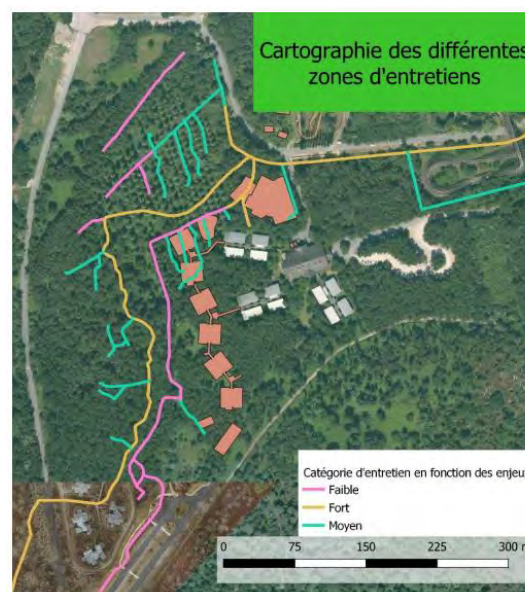 Cartographie des différentes
zones d'entretiens
Catégorie d'entretien en fonction des enjeu
Faible
Fort
Moyen
0 75 150 225 300 m